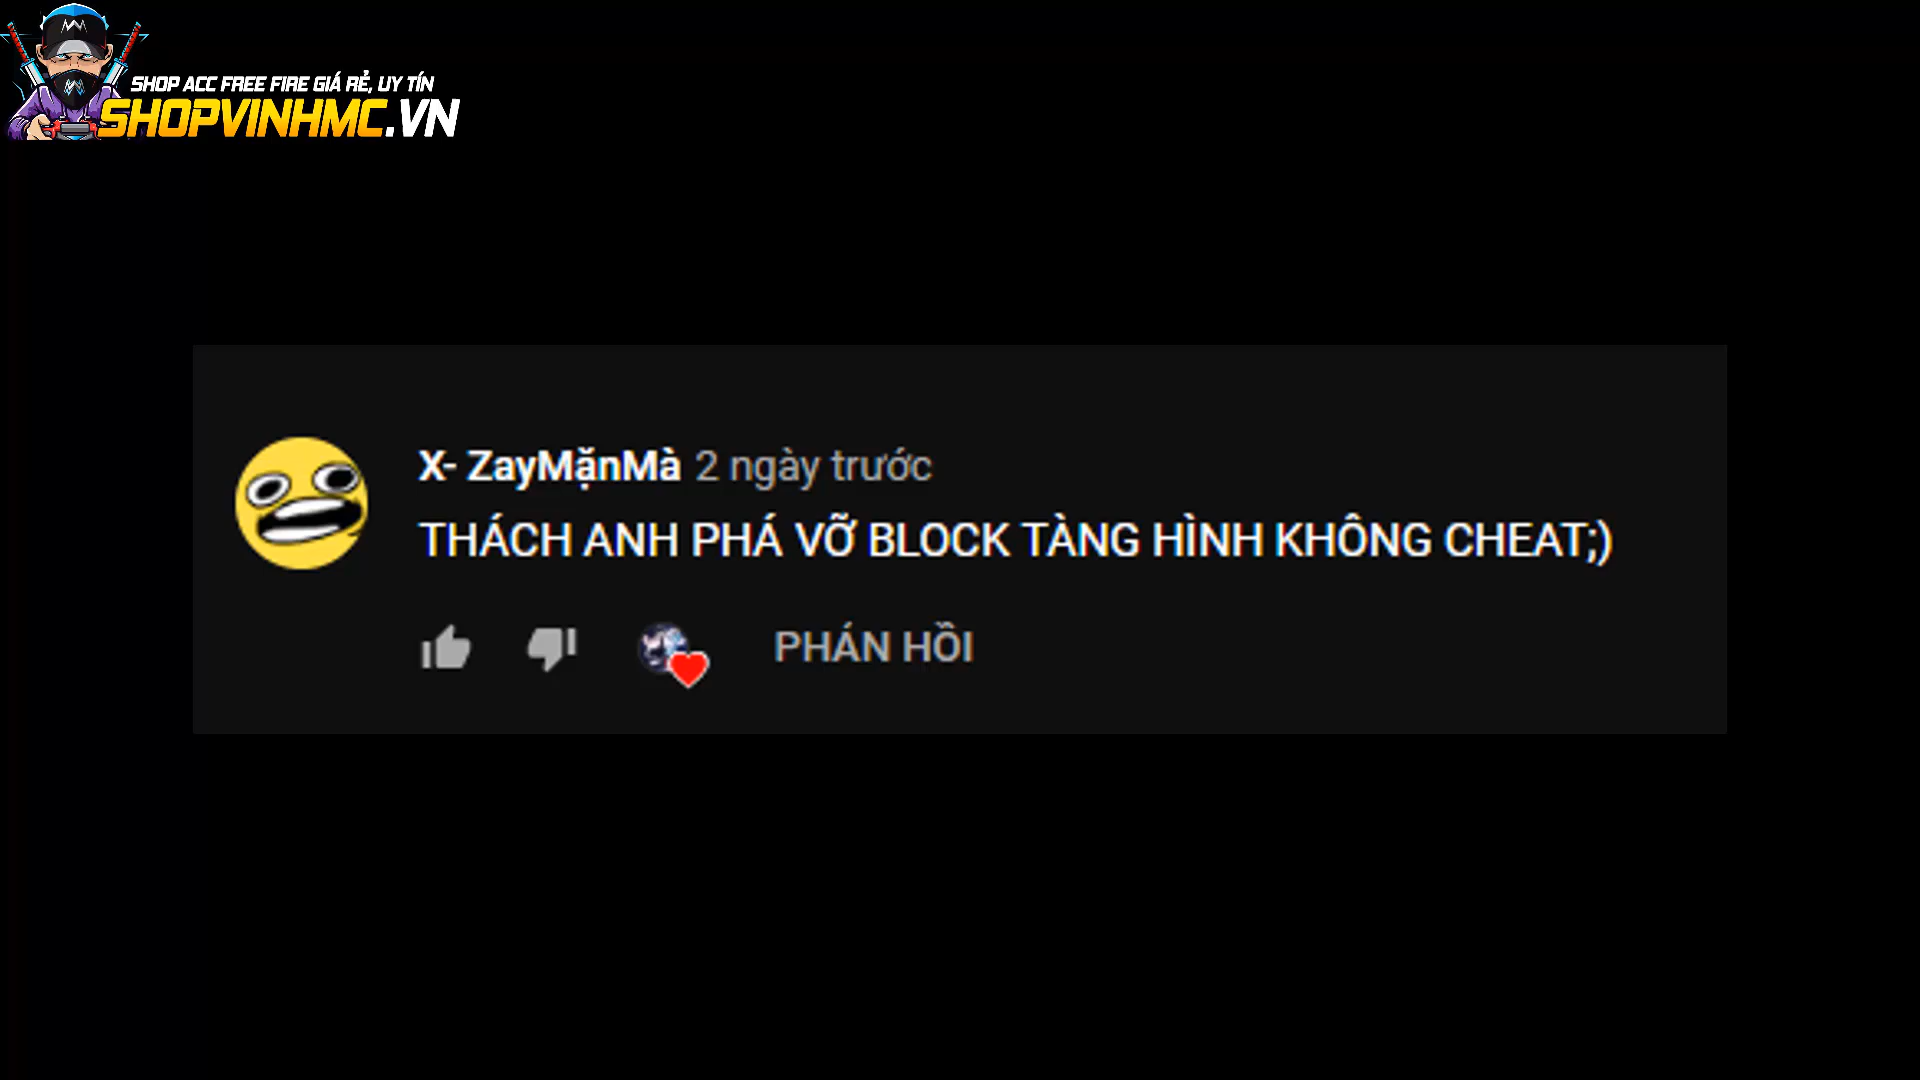 SHOP ACC FREE FIRE GIÁ RẺ, UY TÍN
SHOPVINHMC.VN
X- ZayMặnMà 2 ngày trước
THÁCH ANH PHÁ VỠ BLOCK TÀNG HÌNH KHÔNG CHEAT;)
PHẢN HỒI